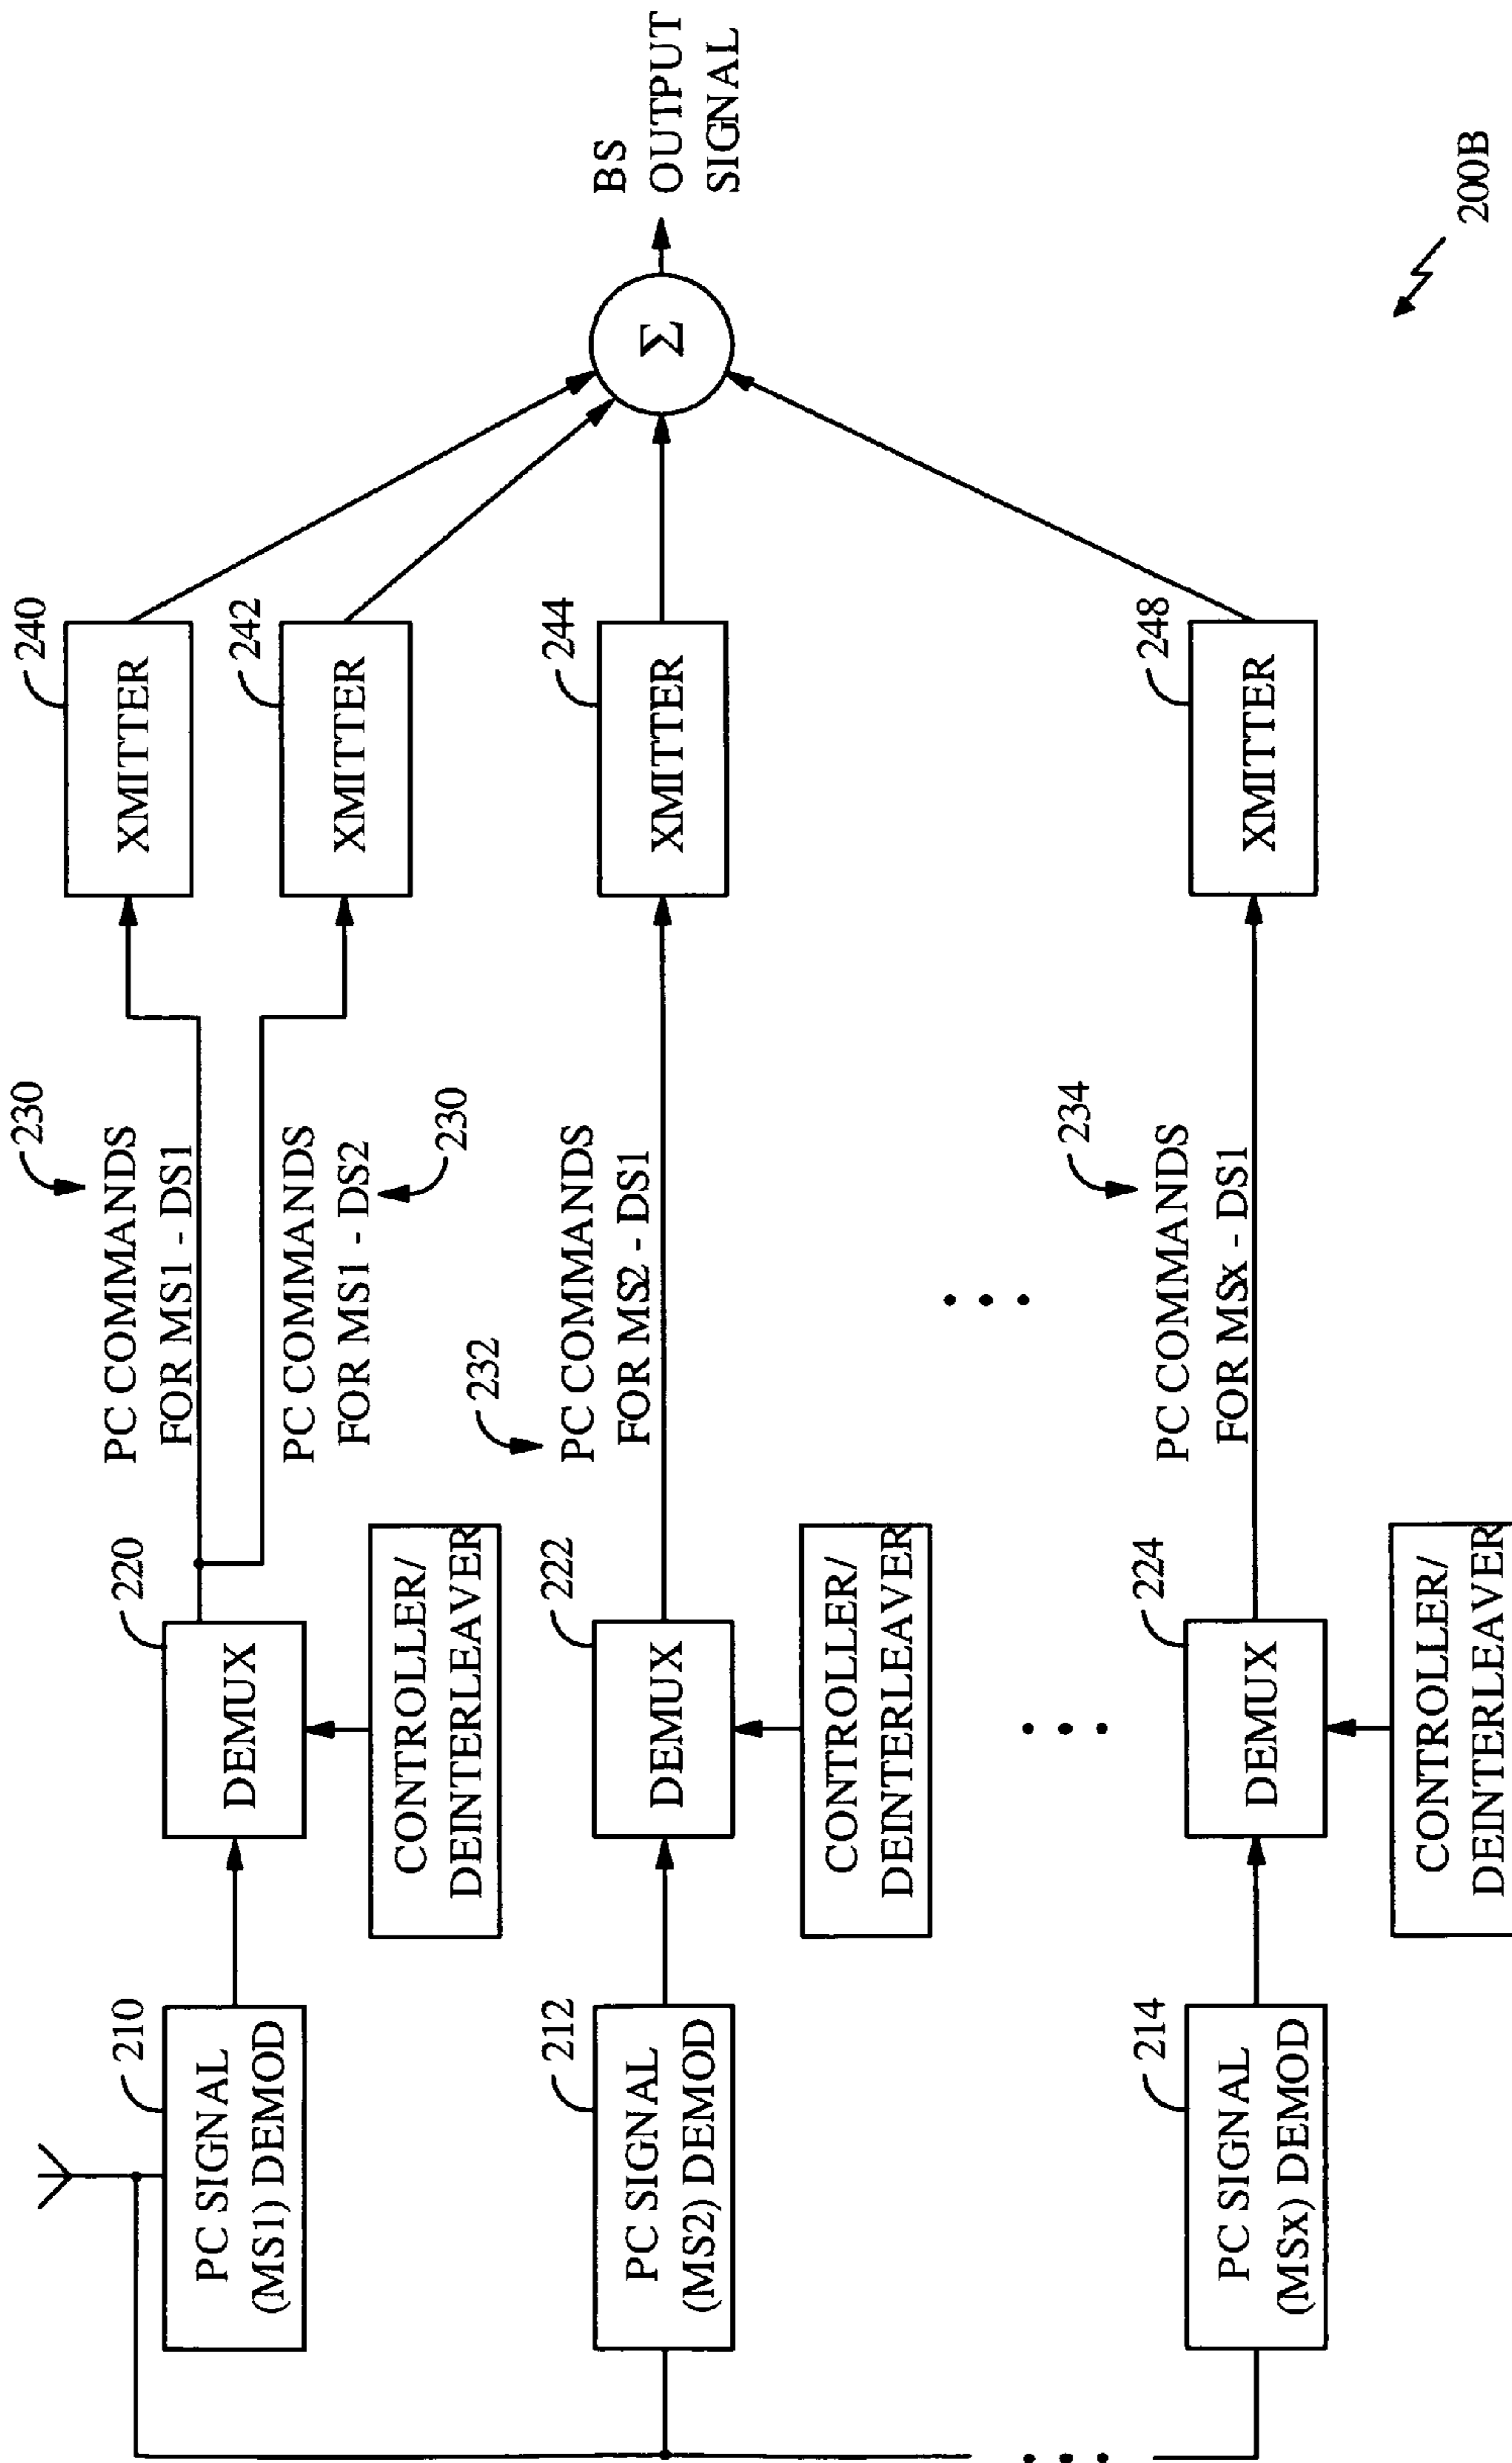 210
PC SIGNAL
(MS1) DEMOD
220
DEMUX
CONTROLLER/
DEINTERLEAVER
230
PC COMMANDS
FOR MS1 - DS1
PC COMMANDS
FOR MS1 - DS2
230
240
XMITTER
242
XMITTER
212
PC SIGNAL
(MS2) DEMOD
222
DEMUX
CONTROLLER/
DEINTERLEAVER
232
PC COMMANDS
FOR MS2 - DS1
244
XMITTER
Σ
BS
OUTPUT
SIGNAL
214
PC SIGNAL
(MSx) DEMOD
224
DEMUX
CONTROLLER/
DEINTERLEAVER
234
PC COMMANDS
FOR MSx - DS1
248
XMITTER
200B